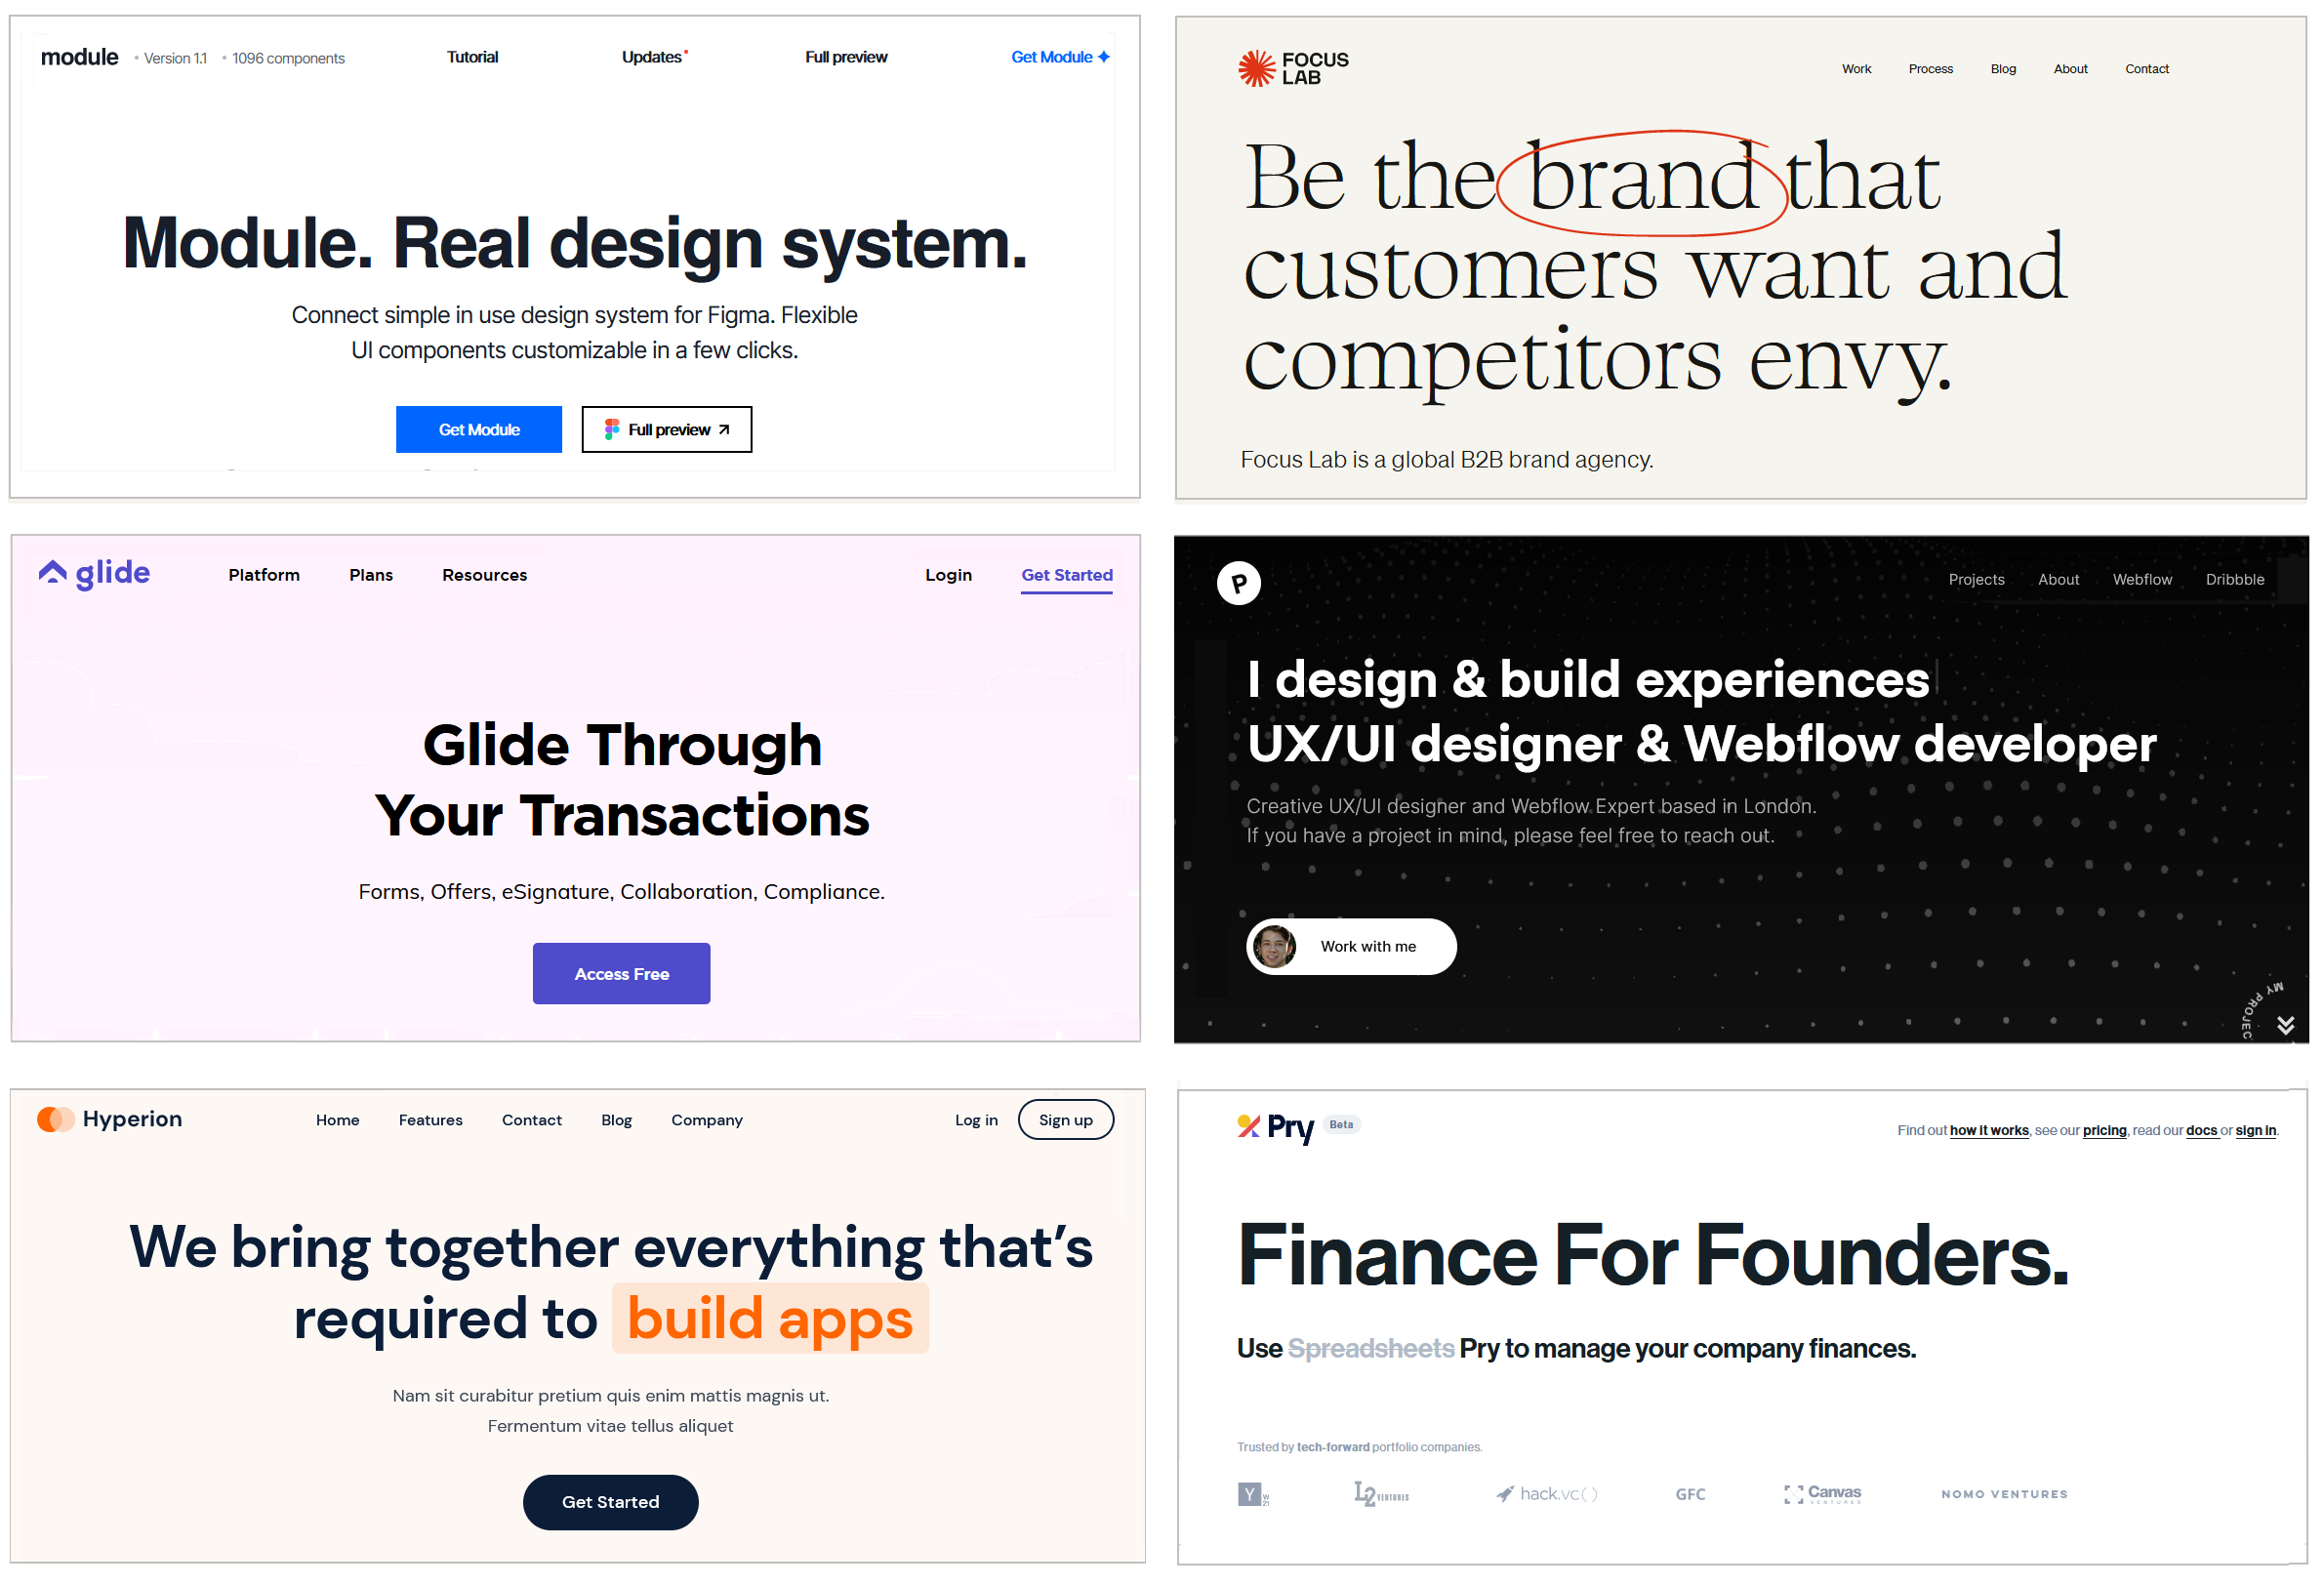 module • Version 1.1 • 1096 components Tutorial Updates Full preview Get Module
Module. Real design system.
Connect simple in use design system for Figma. Flexible
UI components customizable in a few clicks.
Get Module Full preview
FOCUS
LAB
Work Process Blog About Contact
Be the brand that
customers want and
competitors envy.
Focus Lab is a global B2B brand agency.
glide Platform Plans Resources Login Get Started
Glide Through
Your Transactions
Forms, Offers, eSignature, Collaboration, Compliance.
Access Free
P Projects About Webflow Dribbble
I design & build experiences
UX/UI designer & Webflow developer
Creative UX/UI designer and Webflow Expert based in London.
If you have a project in mind, please feel free to reach out.
Work with me
MY PROJEC
Hyperion Home Features Contact Blog Company Log in Sign up
We bring together everything that's
required to build apps
Nam sit curabitur pretium quis enim mattis magnis ut.
Fermentum vitae tellus aliquet
Get Started
Pry Beta Find out how it works, see our pricing, read our docs or sign in.
Finance For Founders.
Use Spreadsheets Pry to manage your company finances.
Trusted by tech-forward portfolio companies.
Y W21 L2 VENTURES hack.vc() GFC Canvas VENTURES NOMO VENTURES